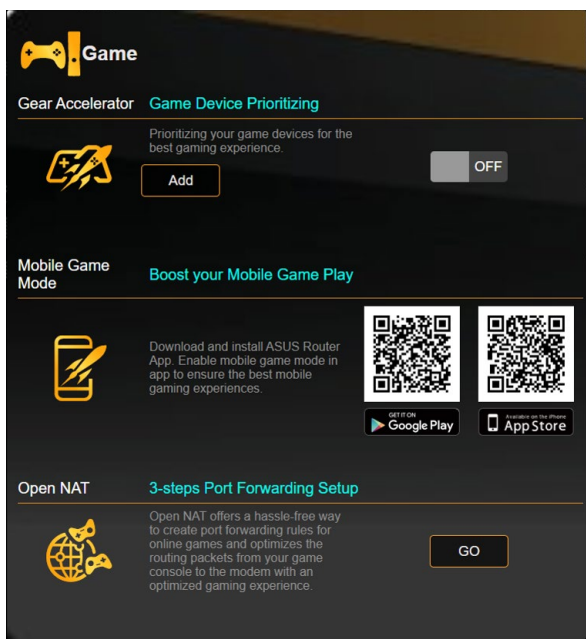 Game
Gear Accelerator
Game Device Prioritizing
Prioritizing your game devices for the
best gaming experience.
Add
OFF
Mobile Game
Mode
Boost your Mobile Game Play
Download and install ASUS Router
App. Enable mobile game mode in
app to ensure the best mobile
gaming experiences.
GET IT ON
Google Play
Available on the iPhone
App Store
Open NAT
3-steps Port Forwarding Setup
Open NAT offers a hassle-free way
to create port forwarding rules for
online games and optimizes the
routing packets from your game
console to the modem with an
optimized gaming experience.
GO